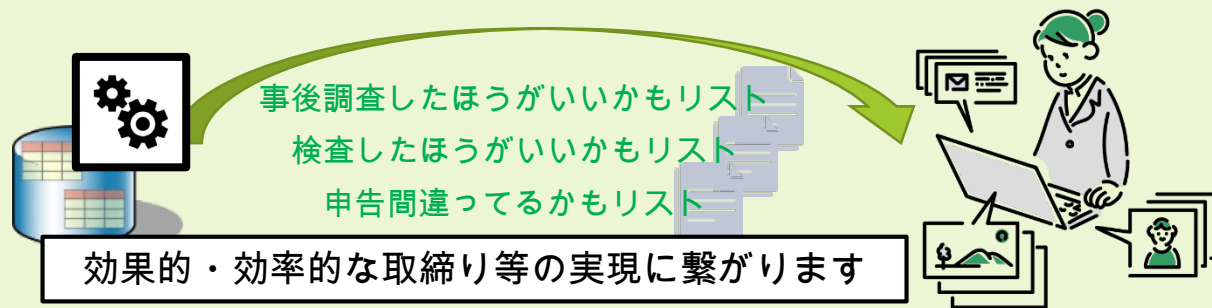 事後調査したほうがいいかもリスト
検査したほうがいいかもリスト
申告間違ってるかもリスト
効果的・効率的な取締り等の実現に繋がります